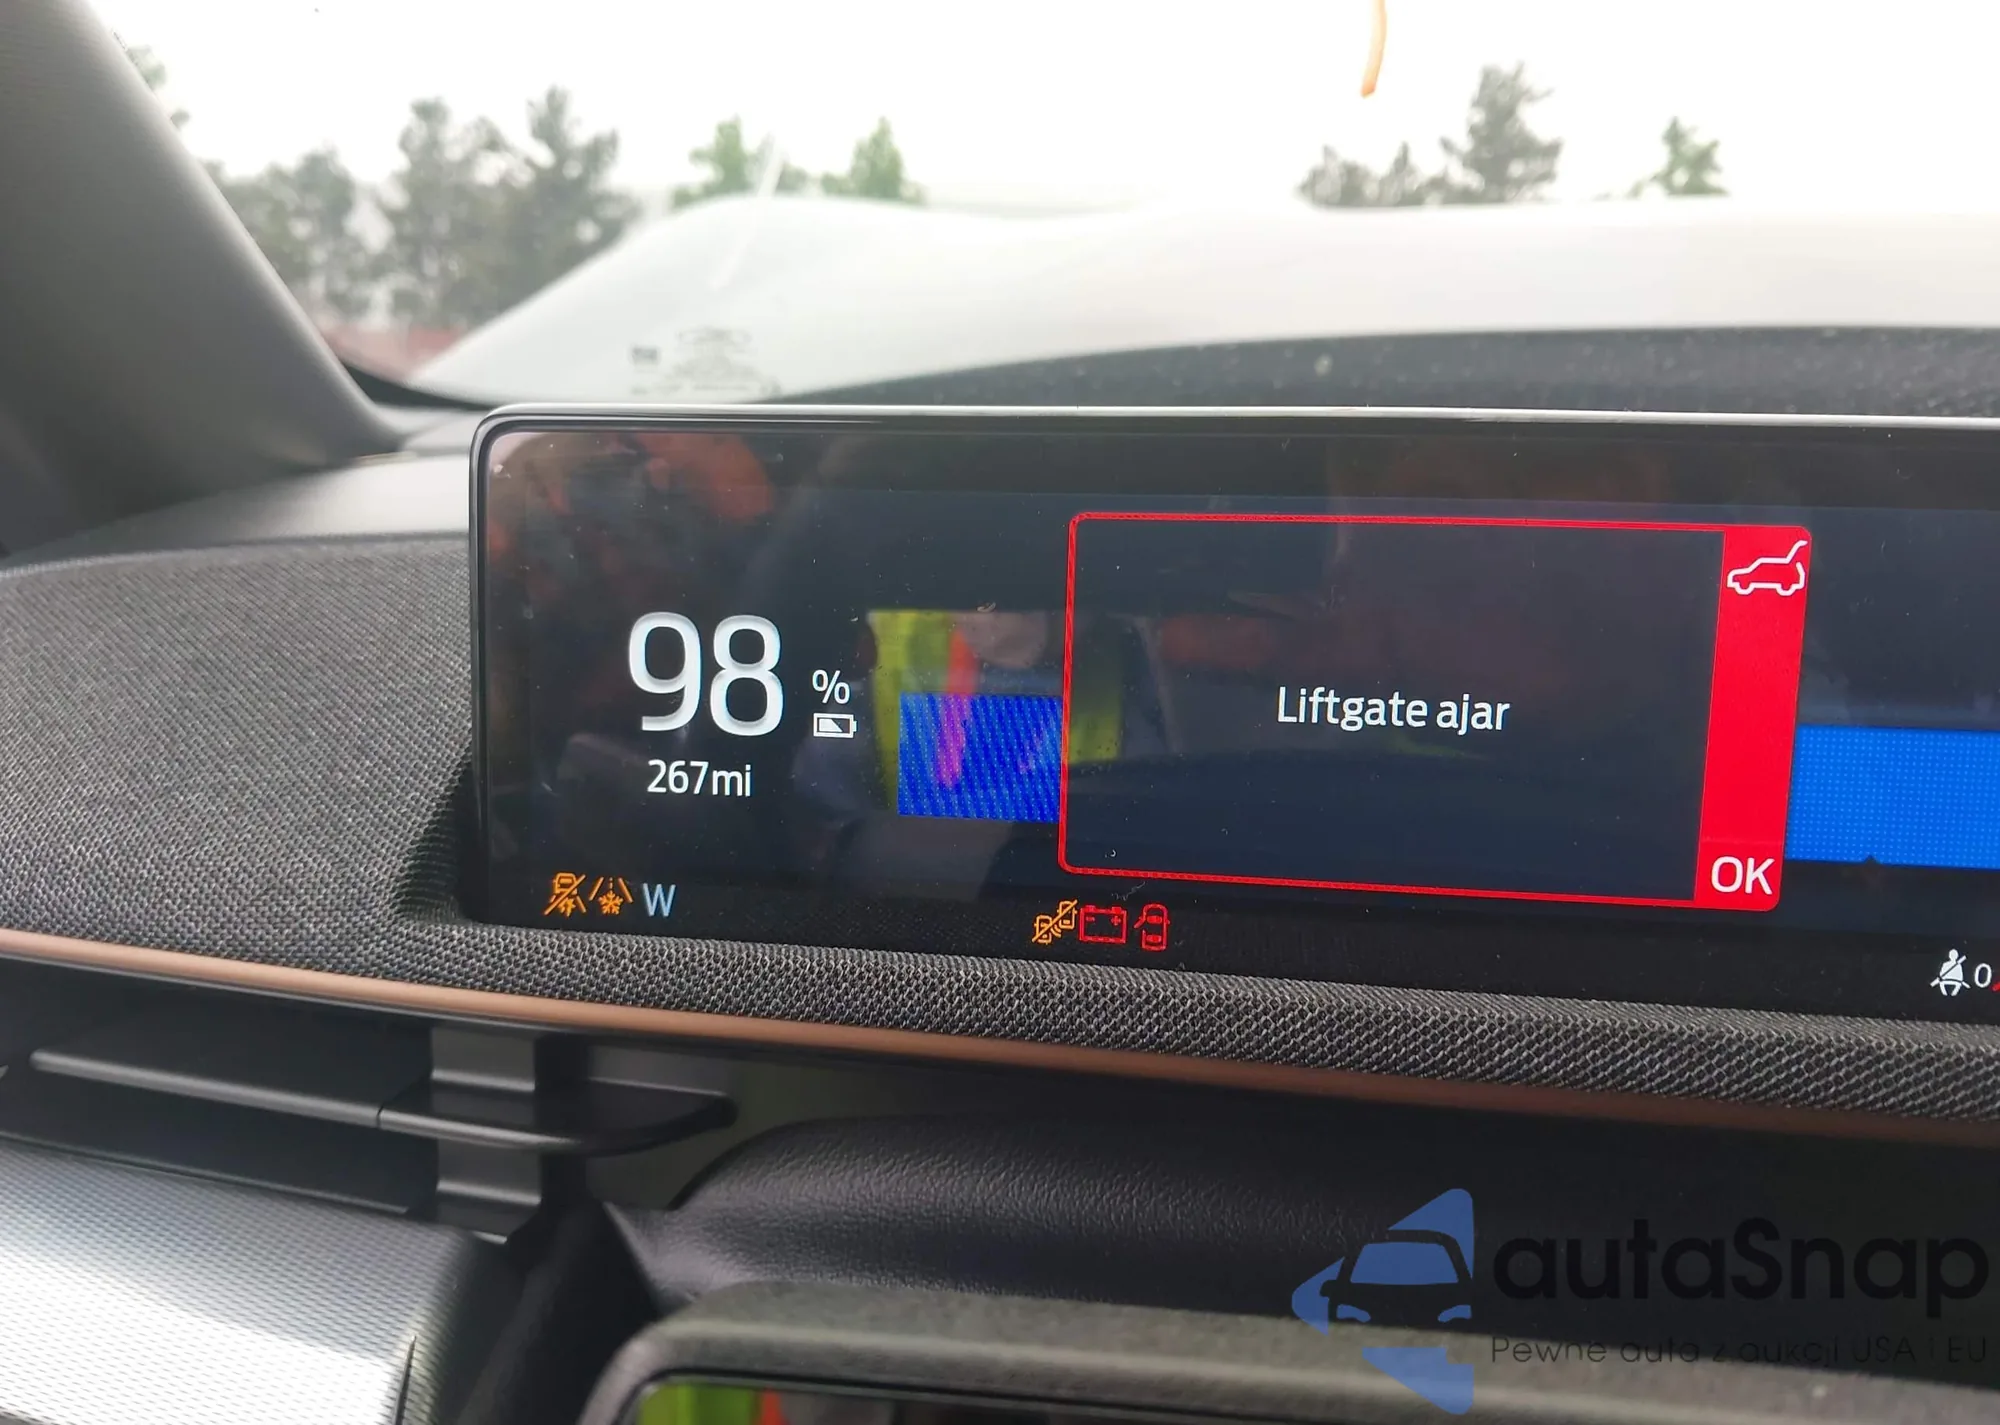 98 %
267mi
Liftgate ajar
OK
W
0
autaSnap
Pewne auta z aukcji USA i EU